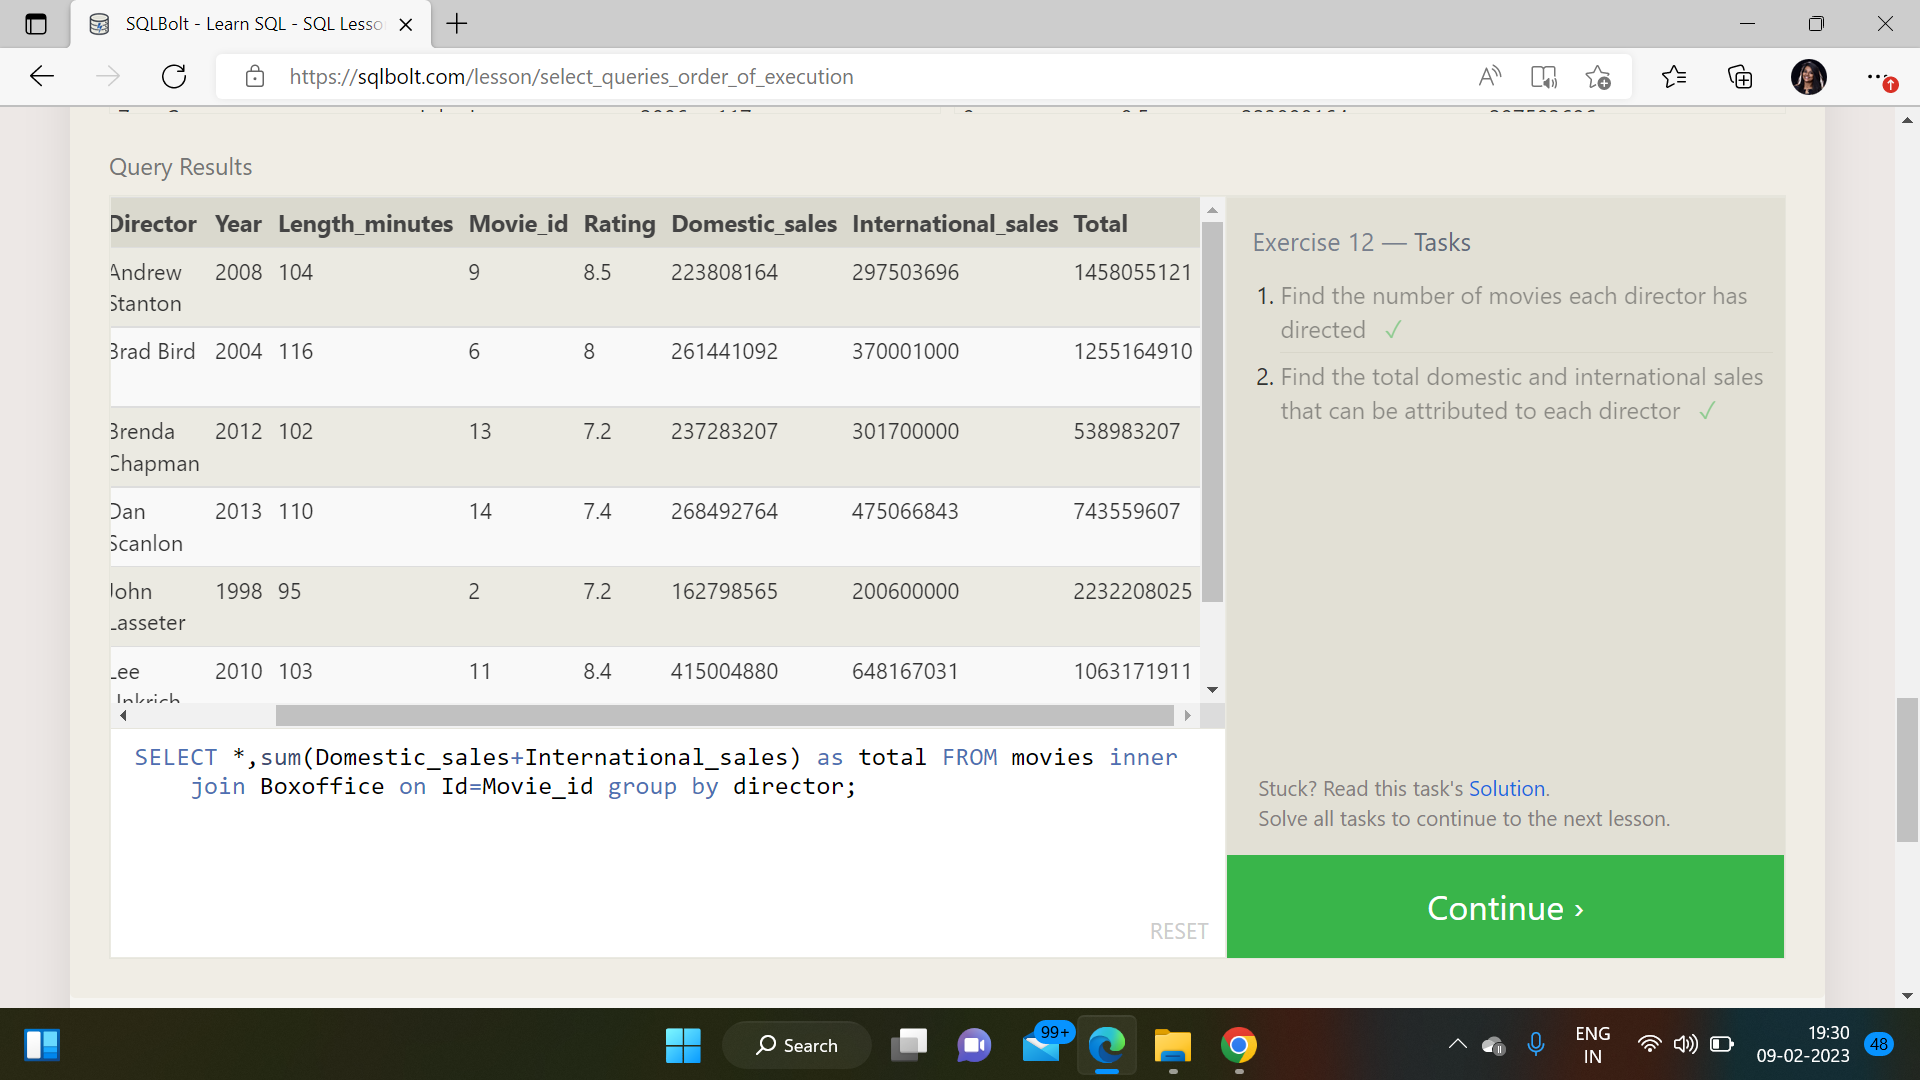 SQLBolt - Learn SQL - SQL Lesso
https://sqlbolt.com/lesson/select_queries_order_of_execution
Query Results
Director Year Length_minutes Movie_id Rating Domestic_sales International_sales Total
Andrew Stanton 2008 104 9 8.5 223808164 297503696 1458055121
Brad Bird 2004 116 6 8 261441092 370001000 1255164910
Brenda Chapman 2012 102 13 7.2 237283207 301700000 538983207
Dan Scanlon 2013 110 14 7.4 268492764 475066843 743559607
John Lasseter 1998 95 2 7.2 162798565 200600000 2232208025
Lee Unkrich 2010 103 11 8.4 415004880 648167031 1063171911
SELECT *,sum(Domestic_sales+International_sales) as total FROM movies inner
join Boxoffice on Id=Movie_id group by director;
RESET
Exercise 12 — Tasks
1. Find the number of movies each director has
directed ✓
2. Find the total domestic and international sales
that can be attributed to each director ✓
Stuck? Read this task's Solution.
Solve all tasks to continue to the next lesson.
Continue ›
Search
99+
ENG
IN
19:30
09-02-2023
48